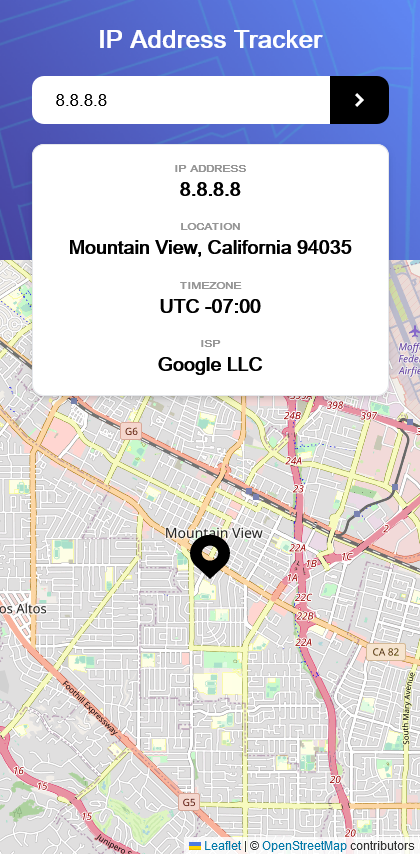 IP Address Tracker
8.8.8.8
IP ADDRESS
8.8.8.8
LOCATION
Mountain View, California 94035
TIMEZONE
UTC -07:00
ISP
Google LLC
Moff
Feder
Airfie
24B
398
397
G6
24A
23
2
Mountain View
22A
1C
1B
1A
22C
22B
os Altos
22A
CA 82
Foothill Expressway
South Mary Avenue
16
15
20
G5
20
Junipero S
Leaflet | © OpenStreetMap contributors